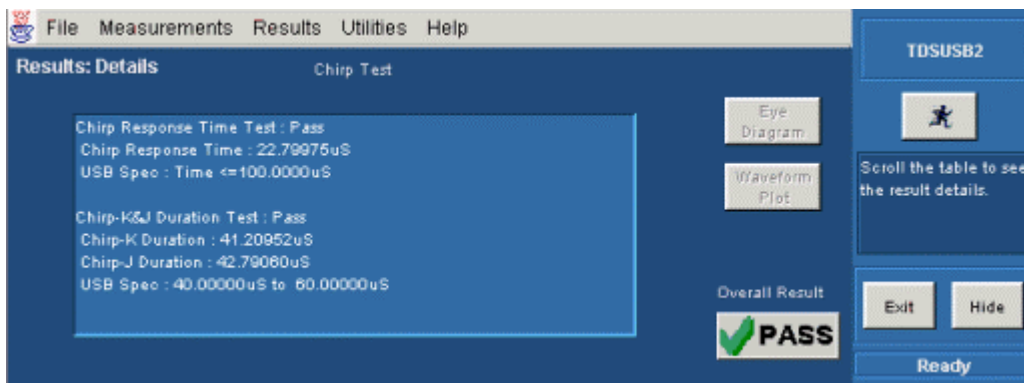 File Measurements Results Utilities Help
TDSUSB2
Results: Details
Chirp Test
Chirp Response Time Test : Pass
Chirp Response Time : 22.79975uS
USB Spec : Time <=100.0000uS
Chirp-K&J Duration Test : Pass
Chirp-K Duration : 41.20952uS
Chirp-J Duration : 42.79060uS
USB Spec : 40.00000uS to 60.00000uS
Eye
Diagram
Waveform
Plot
Overall Result
PASS
Scroll the table to see
the result details.
Exit
Hide
Ready